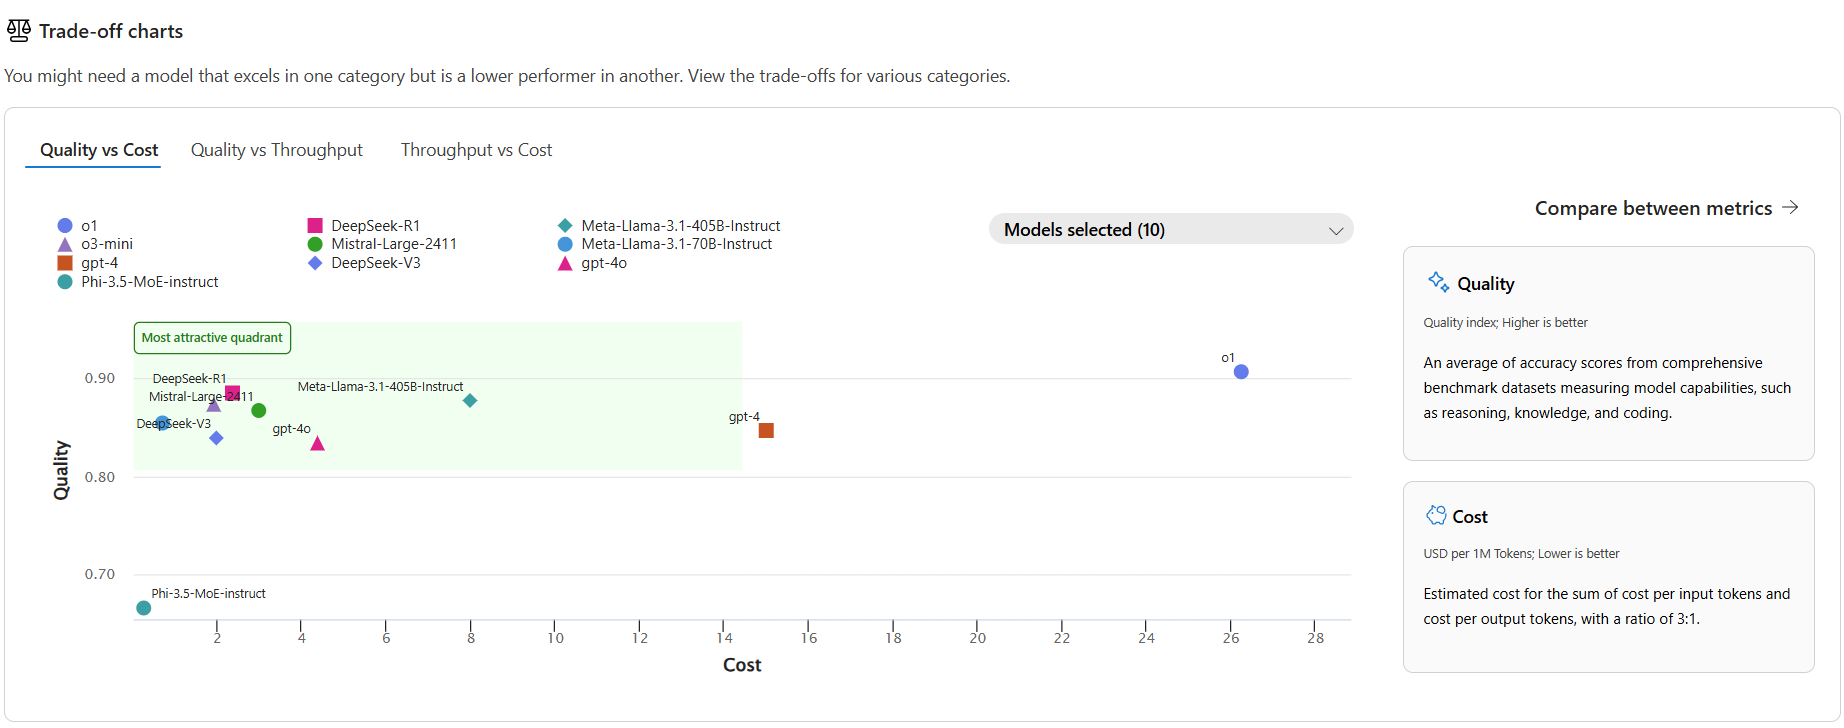 Trade-off charts
You might need a model that excels in one category but is a lower performer in another. View the trade-offs for various categories.
Quality vs Cost
Quality vs Throughput
Throughput vs Cost
Compare between metrics
o1
o3-mini
gpt-4
Phi-3.5-MoE-instruct
DeepSeek-R1
Mistral-Large-2411
DeepSeek-V3
Meta-Llama-3.1-405B-Instruct
Meta-Llama-3.1-70B-Instruct
gpt-4o
Models selected (10)
Most attractive quadrant
0.90
0.80
0.70
Quality
DeepSeek-R1
Mistral-Large-2411
DeepSeek-V3
Meta-Llama-3.1-405B-Instruct
gpt-4o
gpt-4
o1
Phi-3.5-MoE-instruct
2 4 6 8 10 12 14 16 18 20 22 24 26 28
Cost
Quality
Quality index; Higher is better
An average of accuracy scores from comprehensive
benchmark datasets measuring model capabilities, such
as reasoning, knowledge, and coding.
Cost
USD per 1M Tokens; Lower is better
Estimated cost for the sum of cost per input tokens and
cost per output tokens, with a ratio of 3:1.